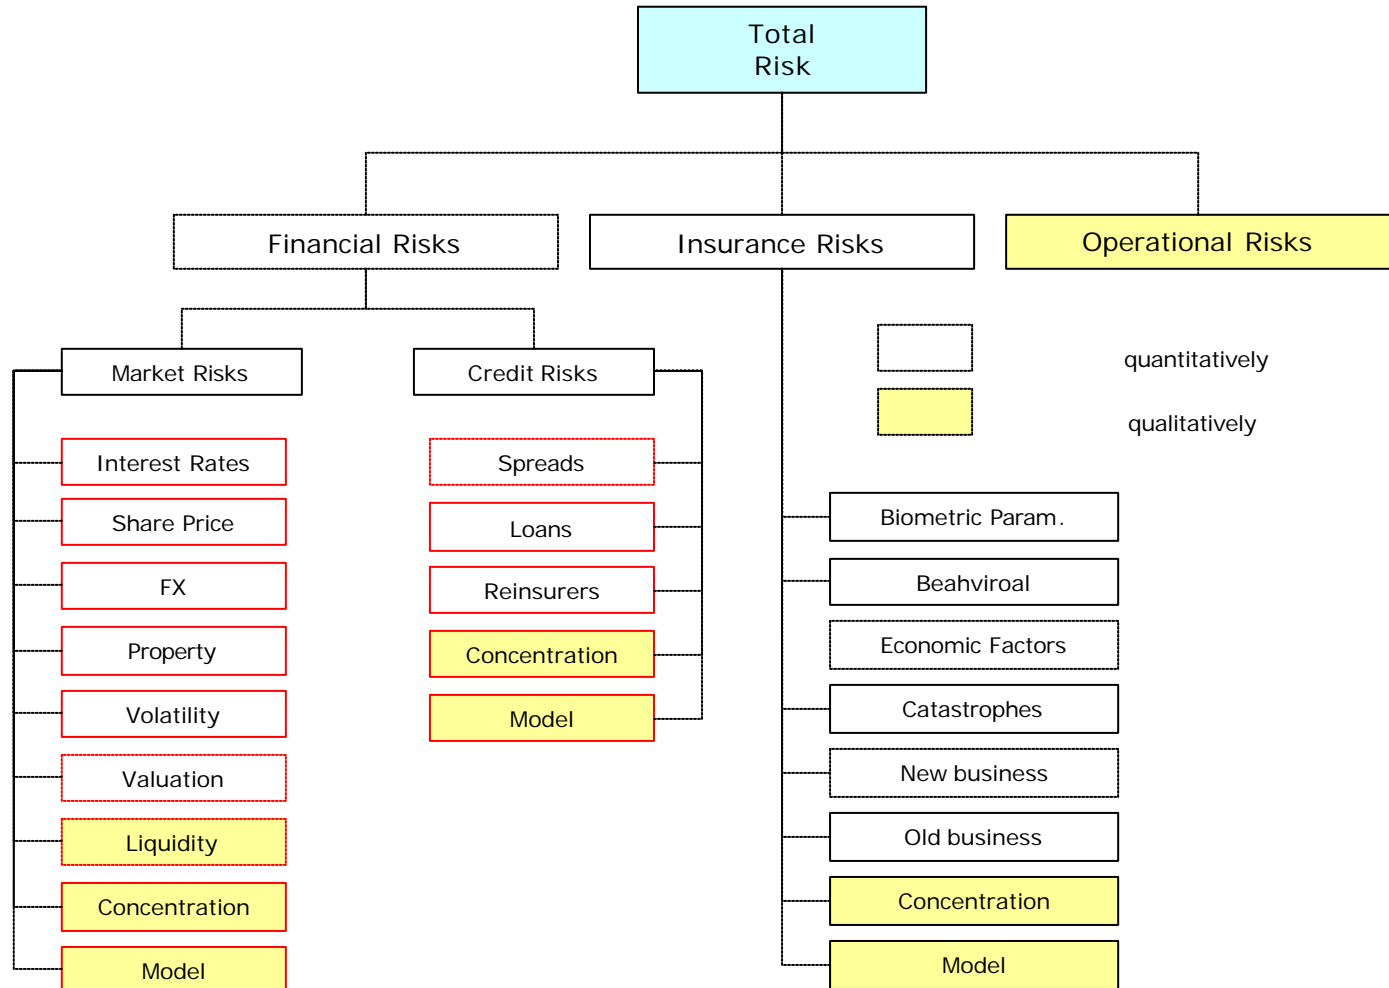 Total
Risk
Financial Risks
Insurance Risks
Operational Risks
Market Risks
Credit Risks
quantitatively
qualitatively
Interest Rates
Share Price
FX
Property
Volatility
Valuation
Liquidity
Concentration
Model
Spreads
Loans
Reinsurers
Concentration
Model
Biometric Param.
Beahviroal
Economic Factors
Catastrophes
New business
Old business
Concentration
Model